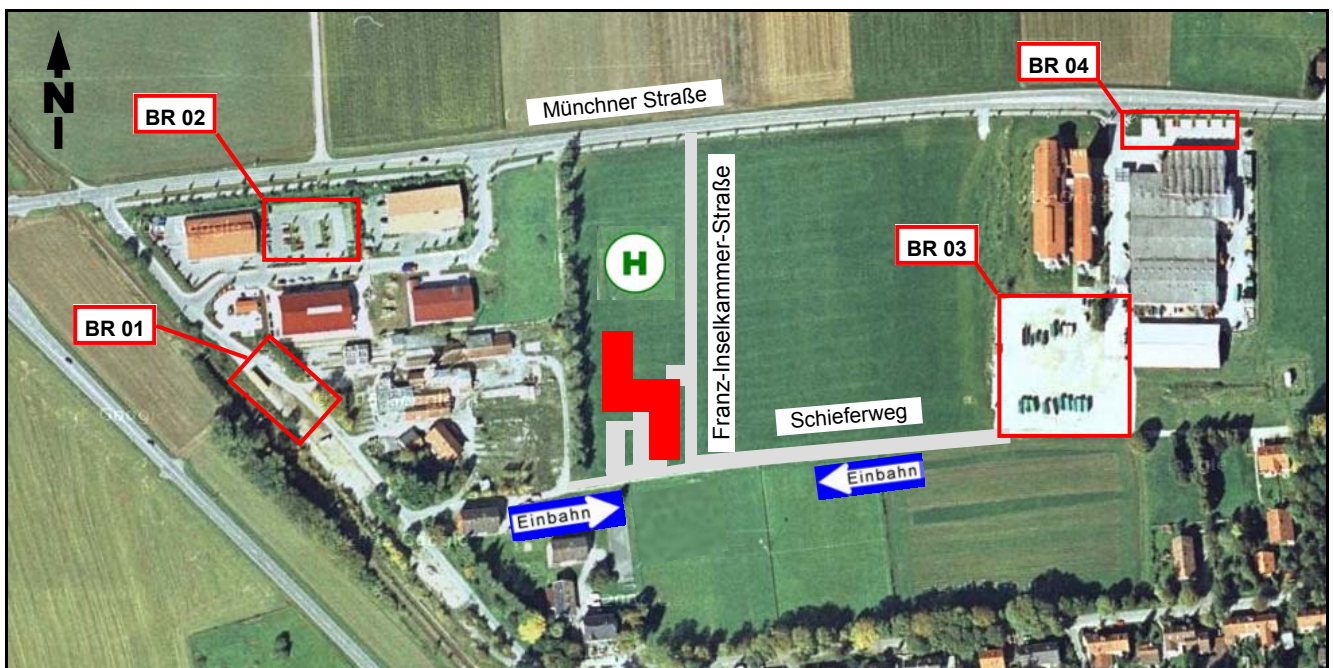 N
BR 02
Münchner Straße
BR 04
H
Franz-Inselkammer-Straße
BR 03
BR 01
Schieferweg
Einbahn
Einbahn